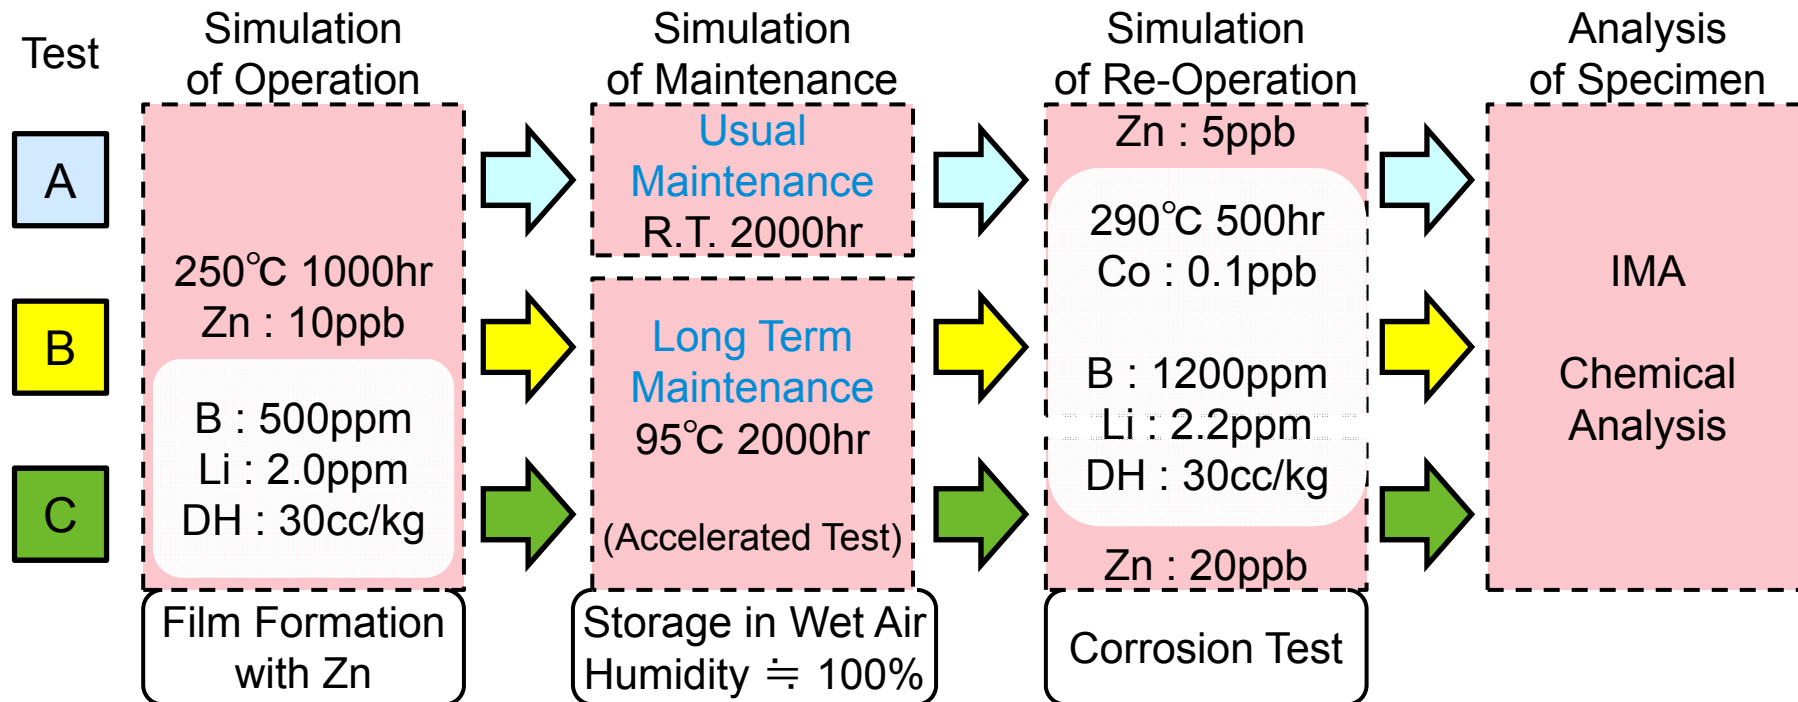 Test
Simulation
of Operation
Simulation
of Maintenance
Simulation
of Re-Operation
Analysis
of Specimen
A
B
C
250℃ 1000hr
Zn : 10ppb
B : 500ppm
Li : 2.0ppm
DH : 30cc/kg
Film Formation
with Zn
Usual
Maintenance
R.T. 2000hr
Long Term
Maintenance
95℃ 2000hr
(Accelerated Test)
Storage in Wet Air
Humidity ≒ 100%
Zn : 5ppb
290℃ 500hr
Co : 0.1ppb
B : 1200ppm
Li : 2.2ppm
DH : 30cc/kg
Zn : 20ppb
Corrosion Test
IMA
Chemical
Analysis